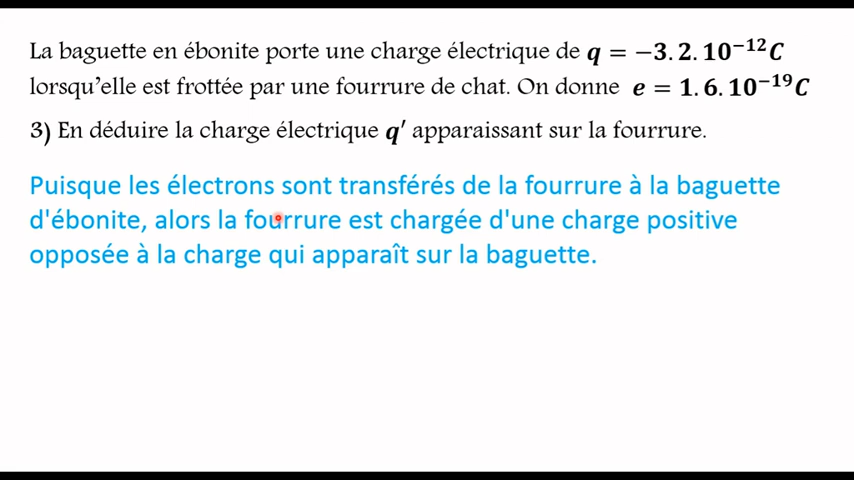 La baguette en ébonite porte une charge électrique de q = −3. 2. 10⁻¹²C
lorsqu'elle est frottée par une fourrure de chat. On donne e = 1. 6. 10⁻¹⁹C
3) En déduire la charge électrique q′ apparaissant sur la fourrure.
Puisque les électrons sont transférés de la fourrure à la baguette
d'ébonite, alors la fourrure est chargée d'une charge positive
opposée à la charge qui apparaît sur la baguette.